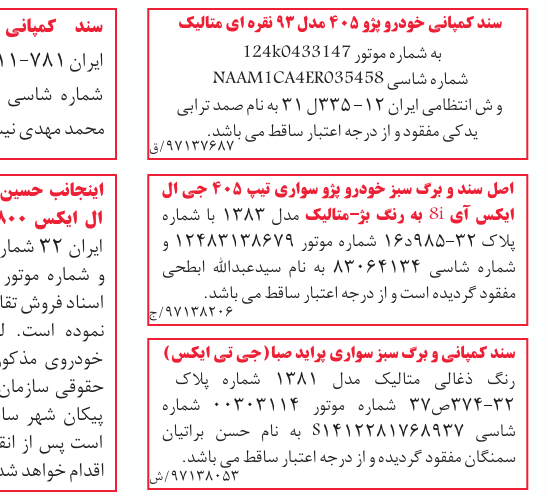 سند کمپانی خودرو پژو ۴۰۵ مدل ۹۳ نقره ای متالیک
به شماره موتور 124k0433147
شماره شاسی NAAM1CA4ER035458
و ش انتظامی ایران ۱۲-۳۳۵ل ۳۱ به نام صمد ترابی
یدکی مفقود و از درجه اعتبار ساقط می باشد.
۹۷۱۳۷۶۸۷/ق
اصل سند و برگ سبز خودرو پژو سواری تیپ ۴۰۵ جی ال
ایکس آی 8i به رنگ بژ-متالیک مدل ۱۳۸۳ با شماره
پلاک ۳۲-۹۸۵د۱۶ شماره موتور ۱۲۴۸۳۱۳۸۶۷۹ و
شماره شاسی ۸۳۰۶۴۱۳۴ به نام سیدعبدالله ابطحی
مفقود گردیده است و از درجه اعتبار ساقط می باشد.
۹۷۱۳۸۲۰۶/ج
سند کمپانی و برگ سبز سواری پراید صبا (جی تی ایکس)
رنگ ذغالی متالیک مدل ۱۳۸۱ شماره پلاک
۳۲-۳۷۴ص۳۷ شماره موتور ۰۰۳۰۳۱۱۴ شماره
شاسی S۱۴۱۲۲۸۱۷۶۸۹۳۷ به نام حسن براتیان
سمنگان مفقود گردیده و از درجه اعتبار ساقط می باشد.
۹۷۱۳۸۰۵۳/ش
سند کمپانی
ایران ۷۸۱-۱۱
شماره شاسی
محمد مهدی
اینجانب حسین
ال ایکس ۸۰۰
ایران ۳۲
و شماره موتور
اسناد فروش
نموده است.
خودروی
حقوقی سازمان
پیکان شهر
است پس از
اقدام خواهد